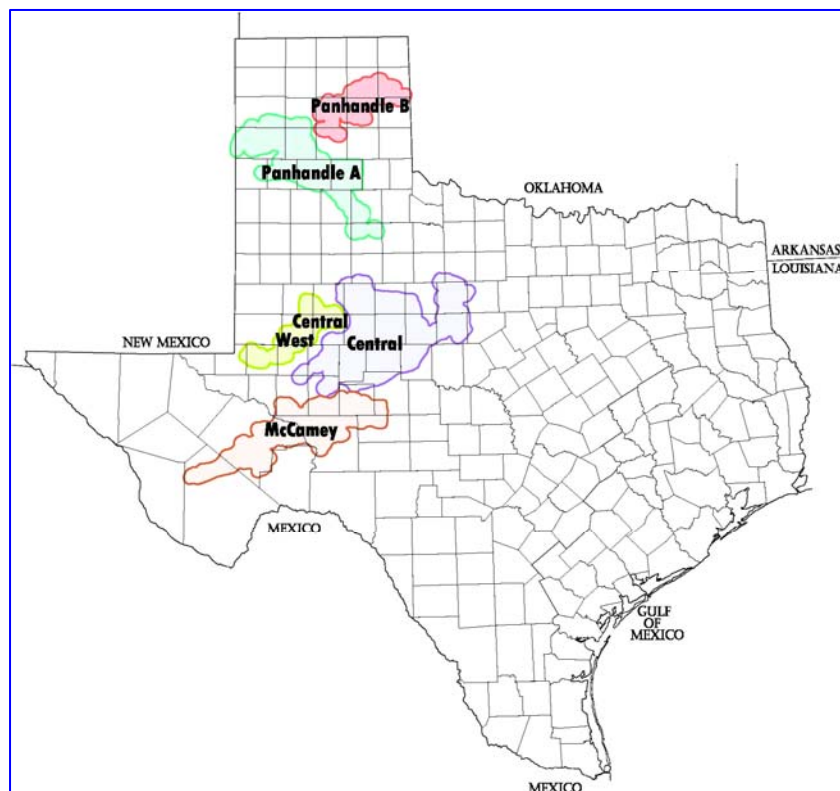 Panhandle B
Panhandle A
OKLAHOMA
ARKANSAS
LOUISIANA
NEW MEXICO
Central
West
Central
McCamey
MEXICO
GULF
OF
MEXICO
MEXICO